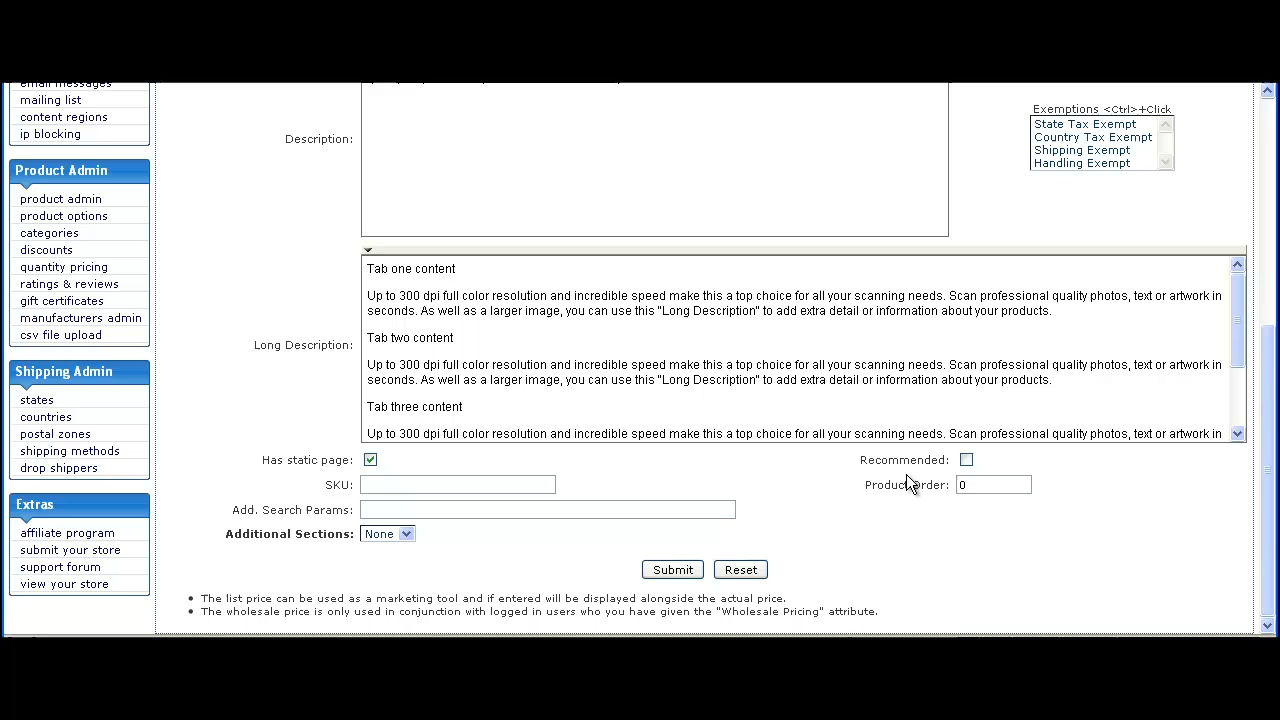 email messages
mailing list
content regions
ip blocking
Product Admin
product admin
product options
categories
discounts
quantity pricing
ratings & reviews
gift certificates
manufacturers admin
csv file upload
Shipping Admin
states
countries
postal zones
shipping methods
drop shippers
Extras
affiliate program
submit your store
support forum
view your store
Description:
Exemptions <Ctrl>+Click
State Tax Exempt
Country Tax Exempt
Shipping Exempt
Handling Exempt
Long Description:
Tab one content
Up to 300 dpi full color resolution and incredible speed make this a top choice for all your scanning needs. Scan professional quality photos, text or artwork in
seconds. As well as a larger image, you can use this "Long Description" to add extra detail or information about your products.
Tab two content
Up to 300 dpi full color resolution and incredible speed make this a top choice for all your scanning needs. Scan professional quality photos, text or artwork in
seconds. As well as a larger image, you can use this "Long Description" to add extra detail or information about your products.
Tab three content
Up to 300 dpi full color resolution and incredible speed make this a top choice for all your scanning needs. Scan professional quality photos, text or artwork in
Has static page:
Recommended:
SKU:
Product Order: 0
Add. Search Params:
Additional Sections: None
Submit Reset
• The list price can be used as a marketing tool and if entered will be displayed alongside the actual price.
• The wholesale price is only used in conjunction with logged in users who you have given the "Wholesale Pricing" attribute.